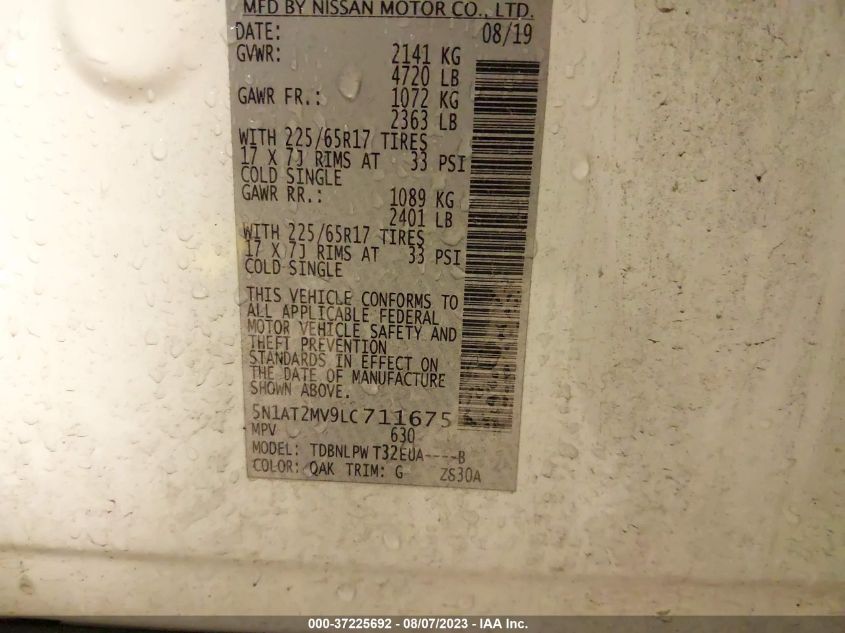 MFD BY NISSAN MOTOR CO., LTD.
DATE: 08/19
GVWR: 2141 KG
4720 LB
GAWR FR.: 1072 KG
2363 LB
WITH 225/65R17 TIRES
17 X 7J RIMS AT 33 PSI
COLD SINGLE
GAWR RR.: 1089 KG
2401 LB
WITH 225/65R17 TIRES
17 X 7J RIMS AT 33 PSI
COLD SINGLE
THIS VEHICLE CONFORMS TO
ALL APPLICABLE FEDERAL
MOTOR VEHICLE SAFETY AND
THEFT PREVENTION
STANDARDS IN EFFECT ON
THE DATE OF MANUFACTURE
SHOWN ABOVE.
5N1AT2MV9LC711675
MPV 630
MODEL: TDBNLPW T32EUA----B
COLOR: QAK TRIM: G ZS30A
000-37225692 - 08/07/2023 - IAA Inc.